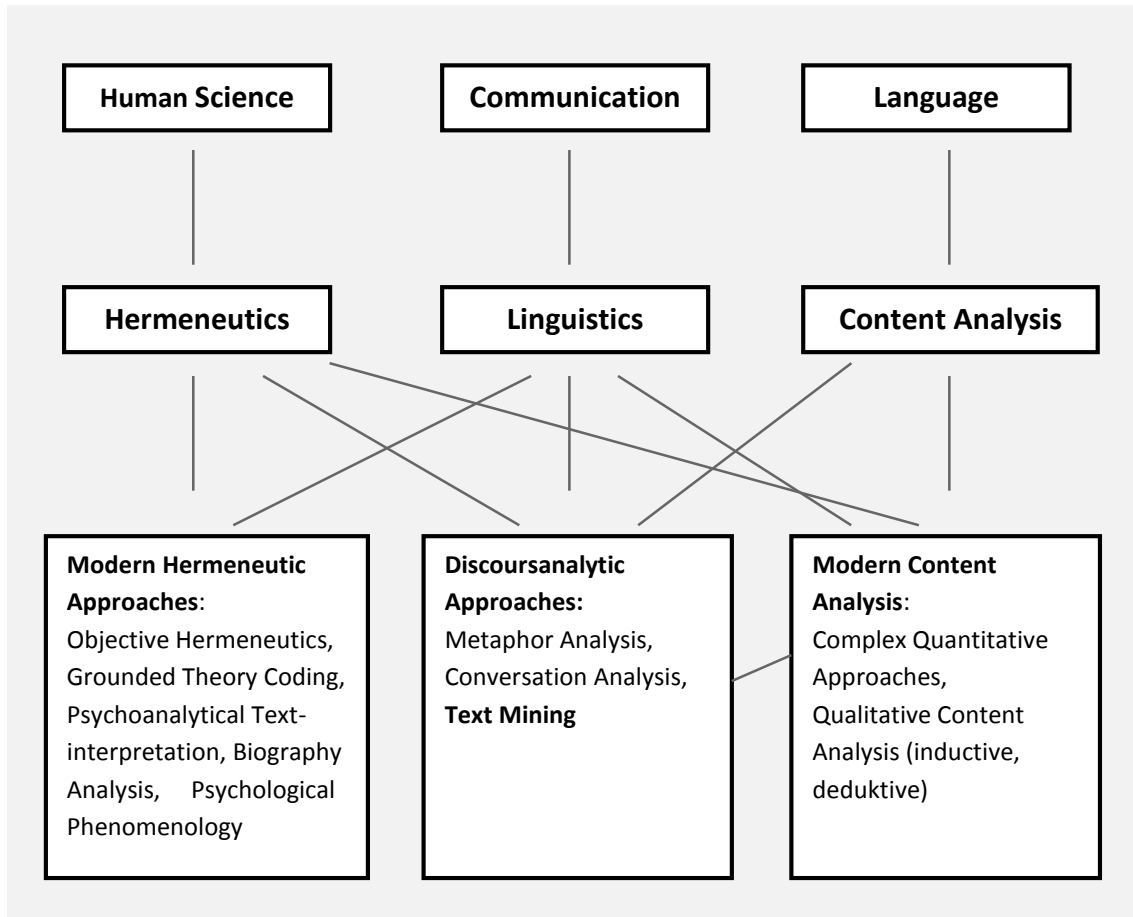 Human Science
Communication
Language
Hermeneutics
Linguistics
Content Analysis
Modern Hermeneutic
Approaches:
Objective Hermeneutics,
Grounded Theory Coding,
Psychoanalytical Text-
interpretation, Biography
Analysis, Psychological
Phenomenology
Discoursanalytic
Approaches:
Metaphor Analysis,
Conversation Analysis,
Text Mining
Modern Content
Analysis:
Complex Quantitative
Approaches,
Qualitative Content
Analysis (inductive,
deduktive)